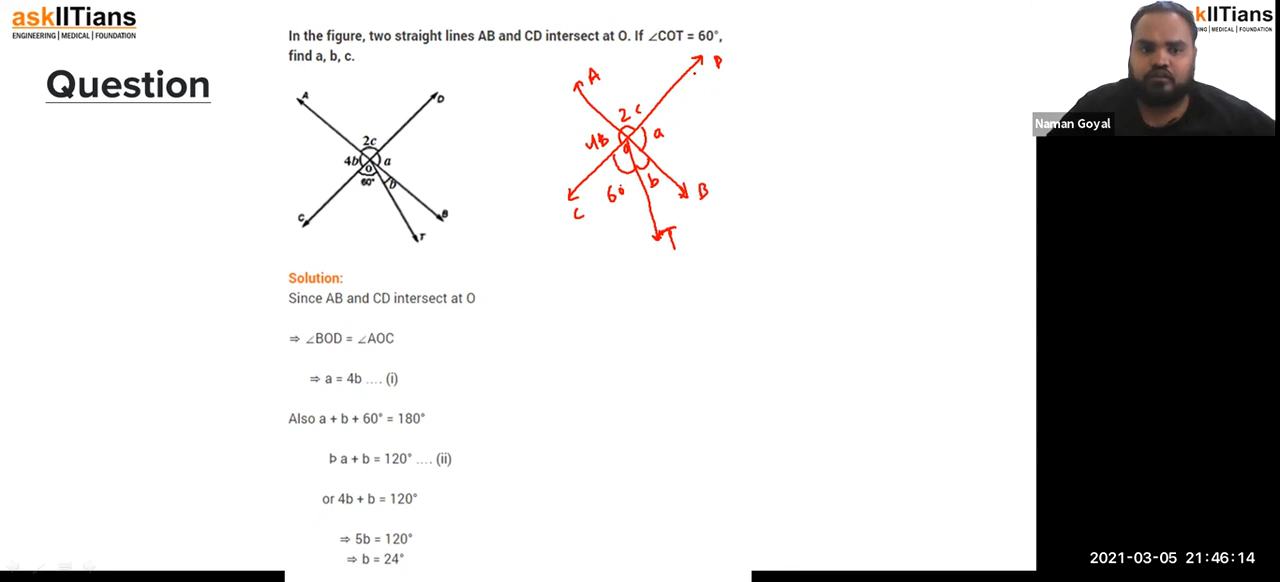 askIITians
ENGINEERING | MEDICAL | FOUNDATION
Question
In the figure, two straight lines AB and CD intersect at O. If ∠COT = 60°,
find a, b, c.
A
D
2c
4b
a
O
60°
b
C
B
T
A
D
2c
4B
a
O
60
b
C
B
T
Solution:
Since AB and CD intersect at O
⇒ ∠BOD = ∠AOC
⇒ a = 4b .... (i)
Also a + b + 60° = 180°
Þ a + b = 120° .... (ii)
or 4b + b = 120°
⇒ 5b = 120°
⇒ b = 24°
kIITians
| MEDICAL | FOUNDATION
Naman Goyal
2021-03-05 21:46:14